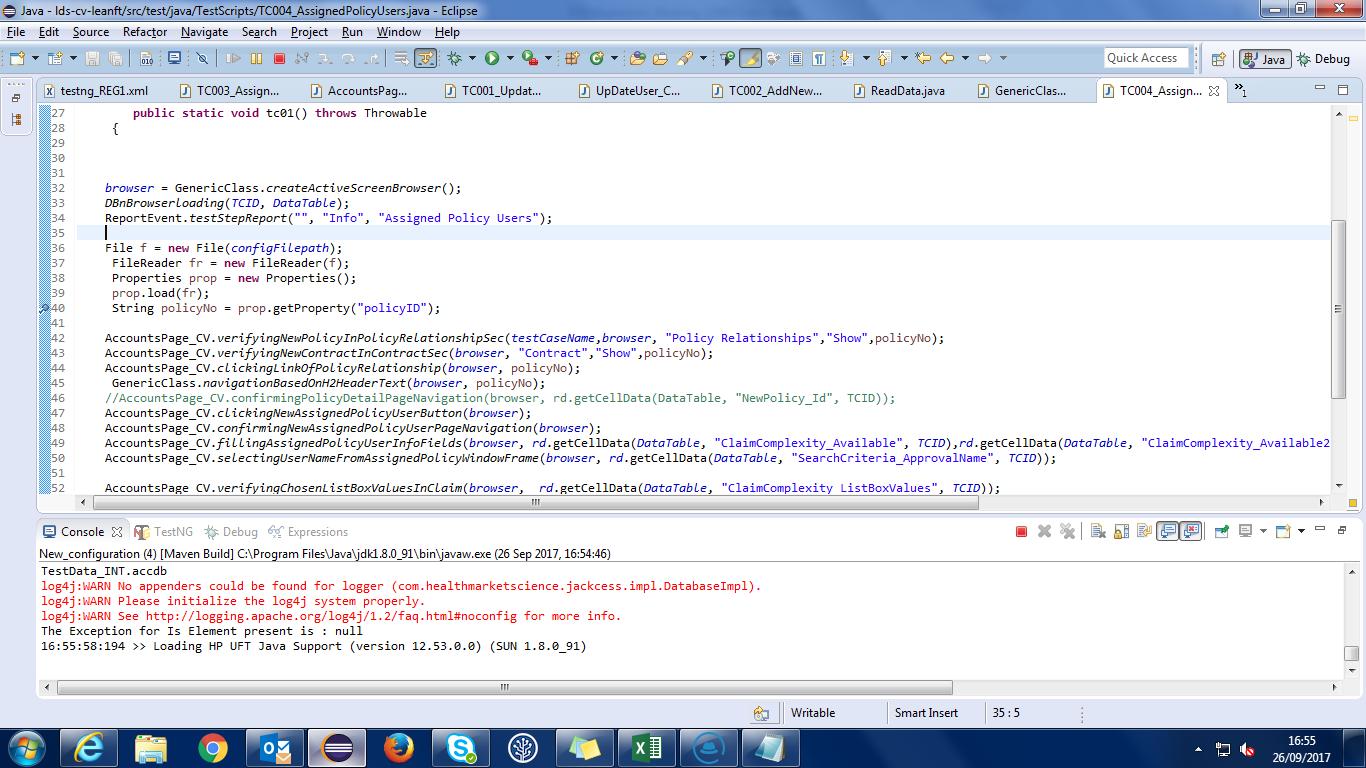 Java - lds-cv-leanft/src/test/java/TestScripts/TC004_AssignedPolicyUsers.java - Eclipse
File Edit Source Refactor Navigate Search Project Run Window Help
Quick Access Java Debug
testng_REG1.xml TC003_Assign... AccountsPag... TC001_Updat... UpDateUser_C... TC002_AddNew... ReadData.java GenericClas... TC004_Assign... »1
27 public static void tc01() throws Throwable
28 {
29
30
31
32 browser = GenericClass.createActiveScreenBrowser();
33 DBnBrowserloading(TCID, DataTable);
34 ReportEvent.testStepReport("", "Info", "Assigned Policy Users");
35
36 File f = new File(configFilepath);
37 FileReader fr = new FileReader(f);
38 Properties prop = new Properties();
39 prop.load(fr);
40 String policyNo = prop.getProperty("policyID");
41
42 AccountsPage_CV.verifyingNewPolicyInPolicyRelationshipSec(testCaseName,browser, "Policy Relationships","Show",policyNo);
43 AccountsPage_CV.verifyingNewContractInContractSec(browser, "Contract","Show",policyNo);
44 AccountsPage_CV.clickingLinkOfPolicyRelationship(browser, policyNo);
45 GenericClass.navigationBasedOnH2HeaderText(browser, policyNo);
46 //AccountsPage_CV.confirmingPolicyDetailPageNavigation(browser, rd.getCellData(DataTable, "NewPolicy_Id", TCID));
47 AccountsPage_CV.clickingNewAssignedPolicyUserButton(browser);
48 AccountsPage_CV.confirmingNewAssignedPolicyUserPageNavigation(browser);
49 AccountsPage_CV.fillingAssignedPolicyUserInfoFields(browser, rd.getCellData(DataTable, "ClaimComplexity_Available", TCID),rd.getCellData(DataTable, "ClaimComplexity_Available2
50 AccountsPage_CV.selectingUserNameFromAssignedPolicyWindowFrame(browser, rd.getCellData(DataTable, "SearchCriteria_ApprovalName", TCID));
51
52 AccountsPage_CV.verifyingChosenListBoxValuesInClaim(browser, rd.getCellData(DataTable, "ClaimComplexity_ListBoxValues", TCID));
Console TestNG Debug Expressions
New_configuration (4) [Maven Build] C:\Program Files\Java\jdk1.8.0_91\bin\javaw.exe (26 Sep 2017, 16:54:46)
TestData_INT.accdb
log4j:WARN No appenders could be found for logger (com.healthmarketscience.jackcess.impl.DatabaseImpl).
log4j:WARN Please initialize the log4j system properly.
log4j:WARN See http://logging.apache.org/log4j/1.2/faq.html#noconfig for more info.
The Exception for Is Element present is : null
16:55:58:194 >> Loading HP UFT Java Support (version 12.53.0.0) (SUN 1.8.0_91)
Writable Smart Insert 35 : 5
16:55
26/09/2017